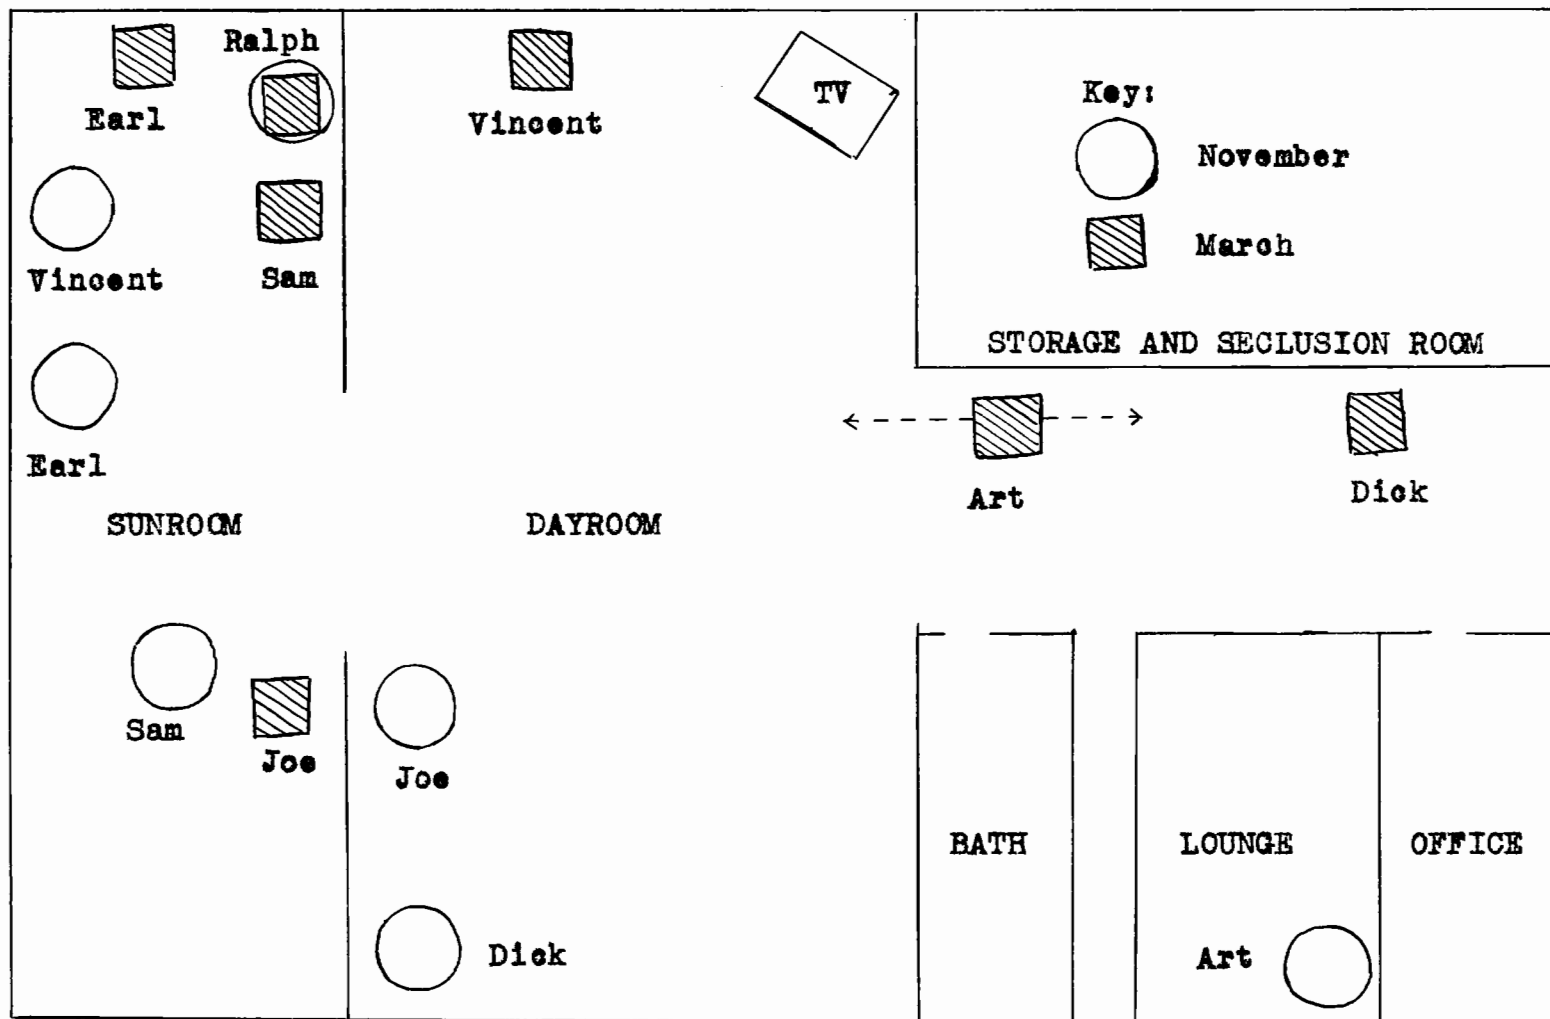 Ralph
Earl
Vincent
TV
Key:
November
March
Vincent
Sam
STORAGE AND SECLUSION ROOM
Earl
Art
Dick
SUNROOM
DAYROOM
Sam
Joe
Joe
BATH
LOUNGE
OFFICE
Dick
Art